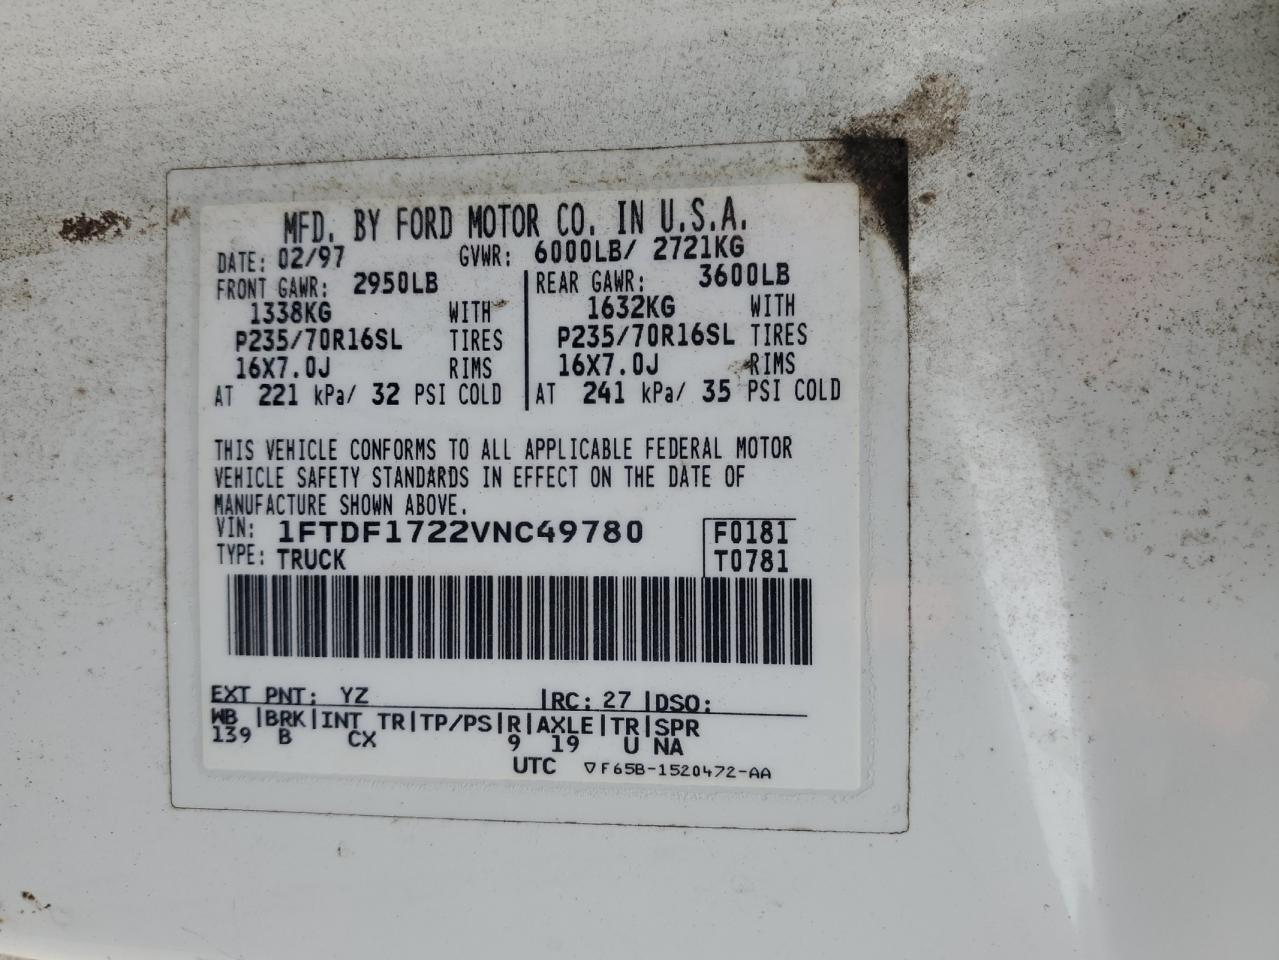 MFD. BY FORD MOTOR CO. IN U.S.A.
DATE: 02/97 GVWR: 6000LB/ 2721KG
FRONT GAWR: 2950LB REAR GAWR: 3600LB
1338KG WITH 1632KG WITH
P235/70R16SL TIRES P235/70R16SL TIRES
16X7.0J RIMS 16X7.0J RIMS
AT 221 kPa/ 32 PSI COLD AT 241 kPa/ 35 PSI COLD
THIS VEHICLE CONFORMS TO ALL APPLICABLE FEDERAL MOTOR
VEHICLE SAFETY STANDARDS IN EFFECT ON THE DATE OF
MANUFACTURE SHOWN ABOVE.
VIN: 1FTDF1722VNC49780 F0181
TYPE: TRUCK T0781
EXT PNT: YZ |RC: 27 |DSO:
WB |BRK|INT TR|TP/PS|R|AXLE|TR|SPR
139 B CX 9 19 U NA
UTC ▽F65B-1520472-AA